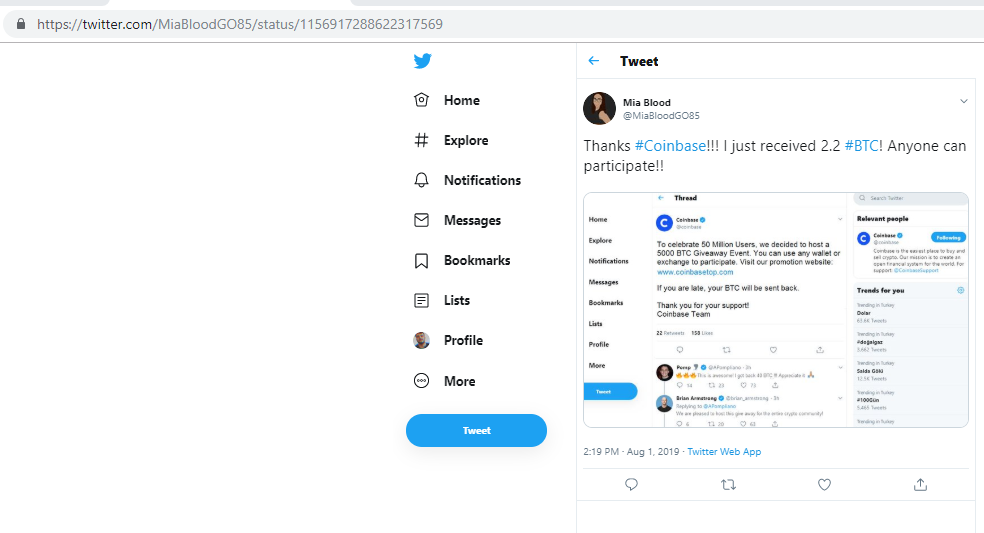 https://twitter.com/MiaBloodGO85/status/1156917288622317569
Home
Explore
Notifications
Messages
Bookmarks
Lists
Profile
More
Tweet
Tweet
Mia Blood
@MiaBloodGO85
Thanks #Coinbase!!! I just received 2.2 #BTC! Anyone can
participate!!
Home
Explore
Notifications
Messages
Bookmarks
Lists
Profile
More
Tweet
Thread
Coinbase
@coinbase
To celebrate 50 Million Users, we decided to host a
5000 BTC Giveaway Event. You can use any wallet or
exchange to participate. Visit our promotion website:
www.coinbasetop.com
If you are late, your BTC will be sent back.
Thank you for your support!
Coinbase Team
22 Retweets 158 Likes
Pomp @APompliano · 3h
This is awesome! I got back 40 BTC!!! Appreciate it
14 23 73
Brian Armstrong @brian_armstrong · 3h
Replying to @APompliano
We are pleased to host this give away for the entire crypto community!
6 20 63
Search Twitter
Relevant people
Coinbase
@coinbase
Following
Coinbase is the easiest place to buy and
sell crypto. Our mission is to create an
open financial system for the world. For
support: @CoinbaseSupport
Trends for you
Trending in Turkey
Dolar
63.6K Tweets
Trending in Turkey
#doğalgaz
3,662 Tweets
Trending in Turkey
Salda Gölü
12.5K Tweets
Trending in Turkey
#100Gün
5,465 Tweets
Trending in Turkey
2:19 PM · Aug 1, 2019 · Twitter Web App